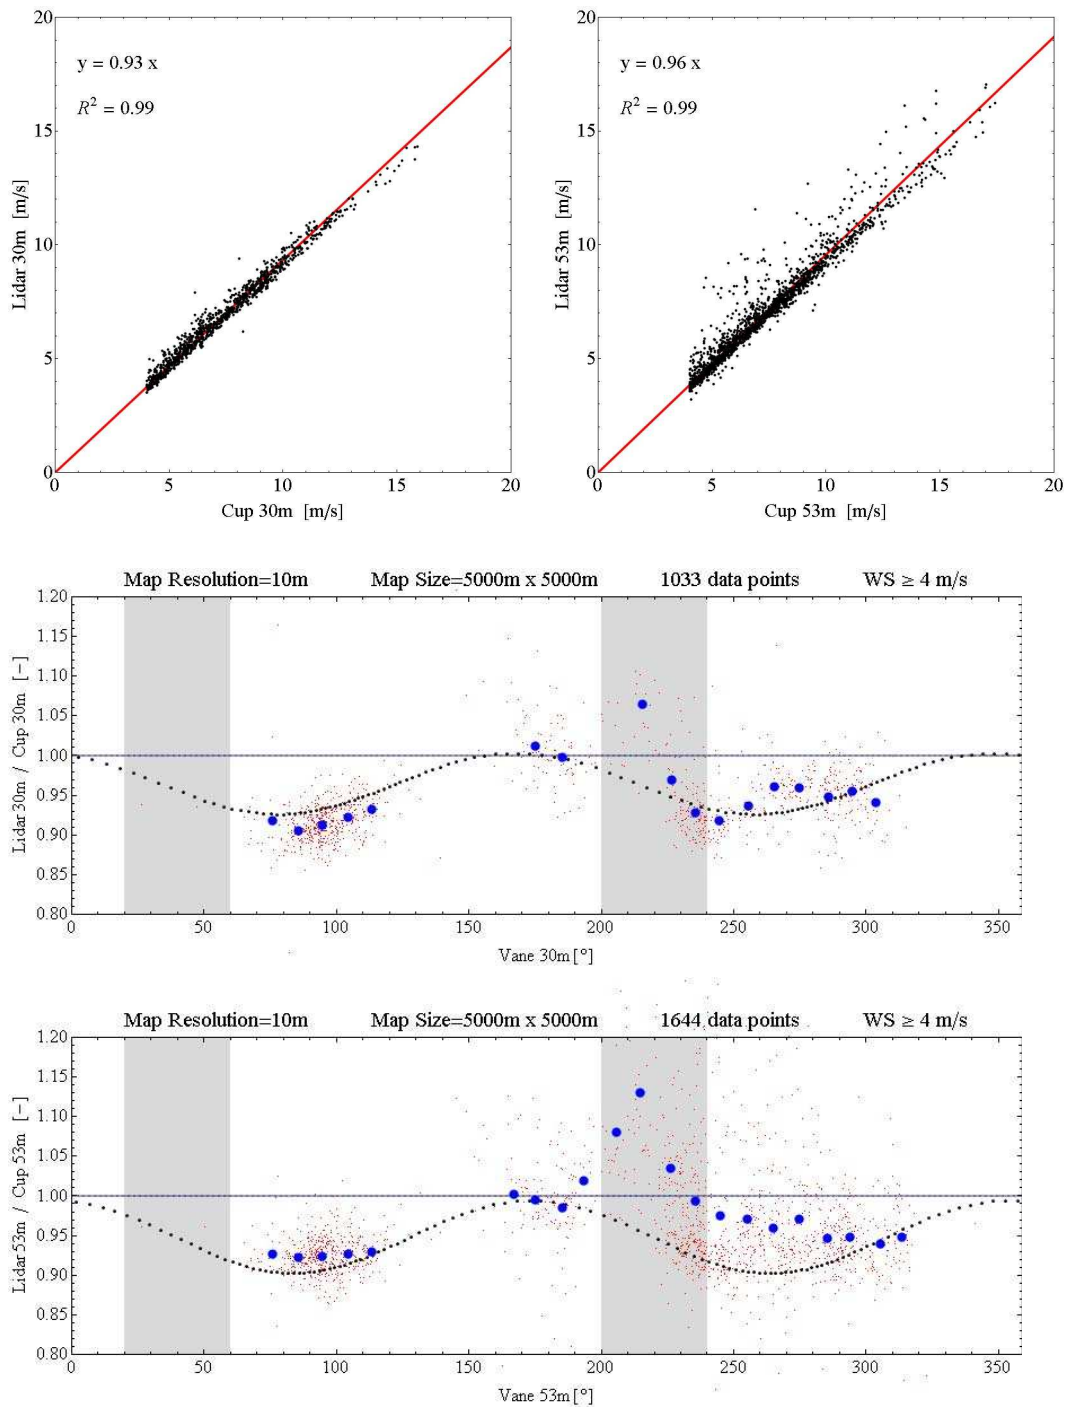 20
15
10
5
0
Lidar 30m [m/s]
y = 0.93 x
R² = 0.99
0 5 10 15 20
Cup 30m [m/s]
20
15
10
5
0
Lidar 53m [m/s]
y = 0.96 x
R² = 0.99
0 5 10 15 20
Cup 53m [m/s]
Map Resolution=10m Map Size=5000m x 5000m 1033 data points WS ≥ 4 m/s
1.20
1.15
1.10
1.05
1.00
0.95
0.90
0.85
0.80
Lidar 30m / Cup 30m [−]
0 50 100 150 200 250 300 350
Vane 30m [°]
Map Resolution=10m Map Size=5000m x 5000m 1644 data points WS ≥ 4 m/s
1.20
1.15
1.10
1.05
1.00
0.95
0.90
0.85
0.80
Lidar 53m / Cup 53m [−]
0 50 100 150 200 250 300 350
Vane 53m [°]